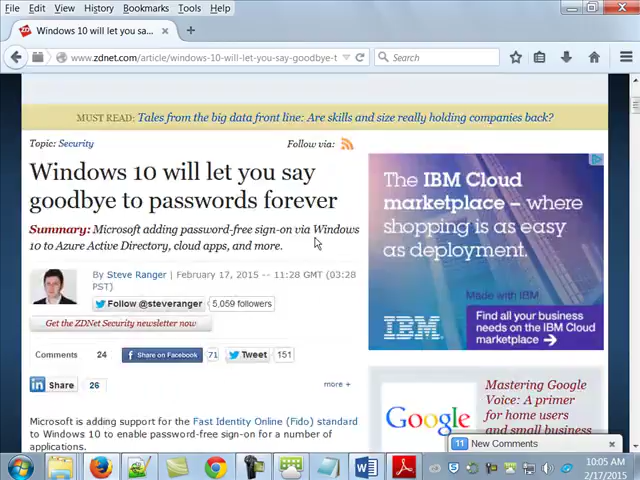 File Edit View History Bookmarks Tools Help
Windows 10 will let you sa...
www.zdnet.com/article/windows-10-will-let-you-say-goodbye-t
Search
MUST READ: Tales from the big data front line: Are skills and size really holding companies back?
Topic: Security
Follow via:
Windows 10 will let you say
goodbye to passwords forever
Summary: Microsoft adding password-free sign-on via Windows
10 to Azure Active Directory, cloud apps, and more.
By Steve Ranger | February 17, 2015 -- 11:28 GMT (03:28
PST)
Follow @steveranger 5,059 followers
Get the ZDNet Security newsletter now
Comments 24 Share on Facebook 71 Tweet 151
in Share 26
more +
Microsoft is adding support for the Fast Identity Online (Fido) standard
to Windows 10 to enable password-free sign-on for a number of
applications.
The IBM Cloud
marketplace – where
shopping is as easy
as deployment.
Made with IBM
IBM
Find all your business
needs on the IBM Cloud
marketplace
Google
Mastering Google
Voice: A primer
for home users
and small business
11 New Comments
10:05 AM
2/17/2015